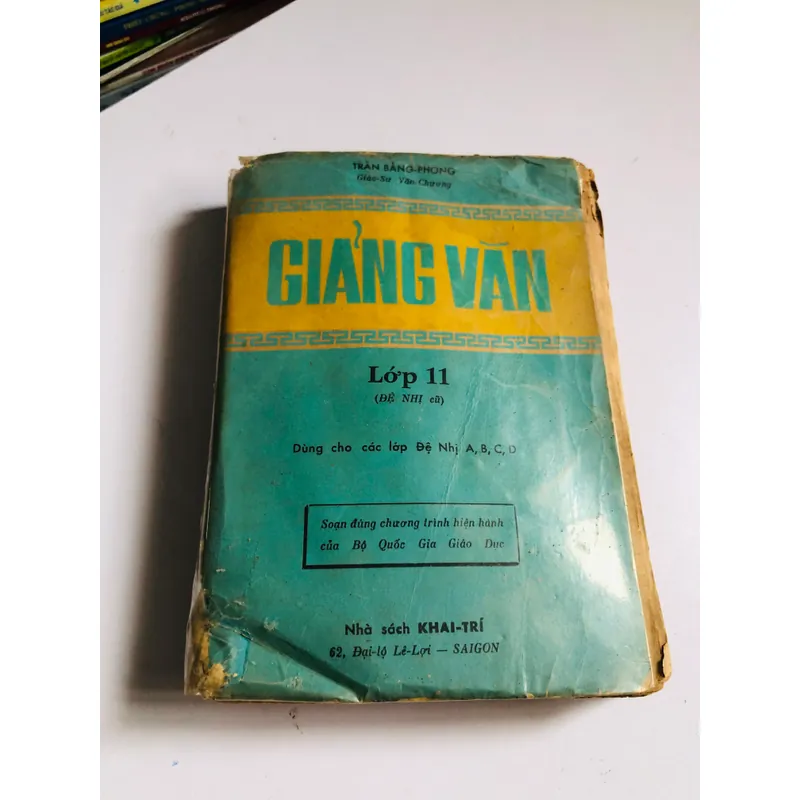 TRẦN BẰNG-PHONG
Giáo-Sư Văn-Chương
GIẢNG VĂN
Lớp 11
(ĐỆ NHỊ cũ)
Dùng cho các lớp Đệ Nhị A, B, C, D
Soạn đúng chương trình hiện hành
của Bộ Quốc Gia Giáo Dục
Nhà sách KHAI-TRÍ
62, Đại-lộ Lê-Lợi — SAIGON